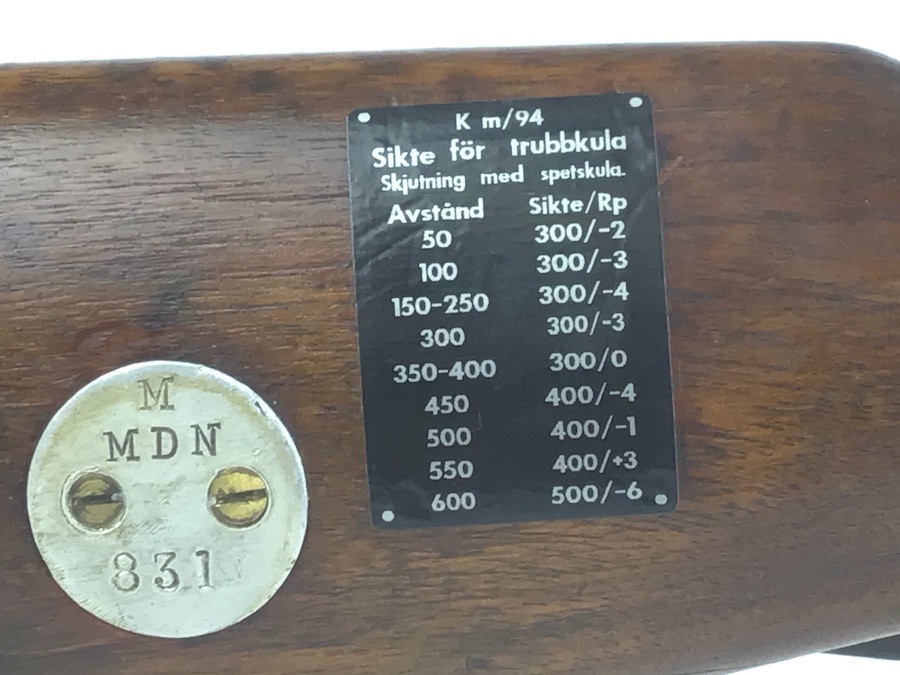 K m/94
Sikte för trubbkula
Skjutning med spetskula.
Avstånd Sikte/Rp
50 300/-2
100 300/-3
150-250 300/-4
300 300/-3
350-400 300/0
450 400/-4
500 400/-1
550 400/+3
600 500/-6
M
MDN
831